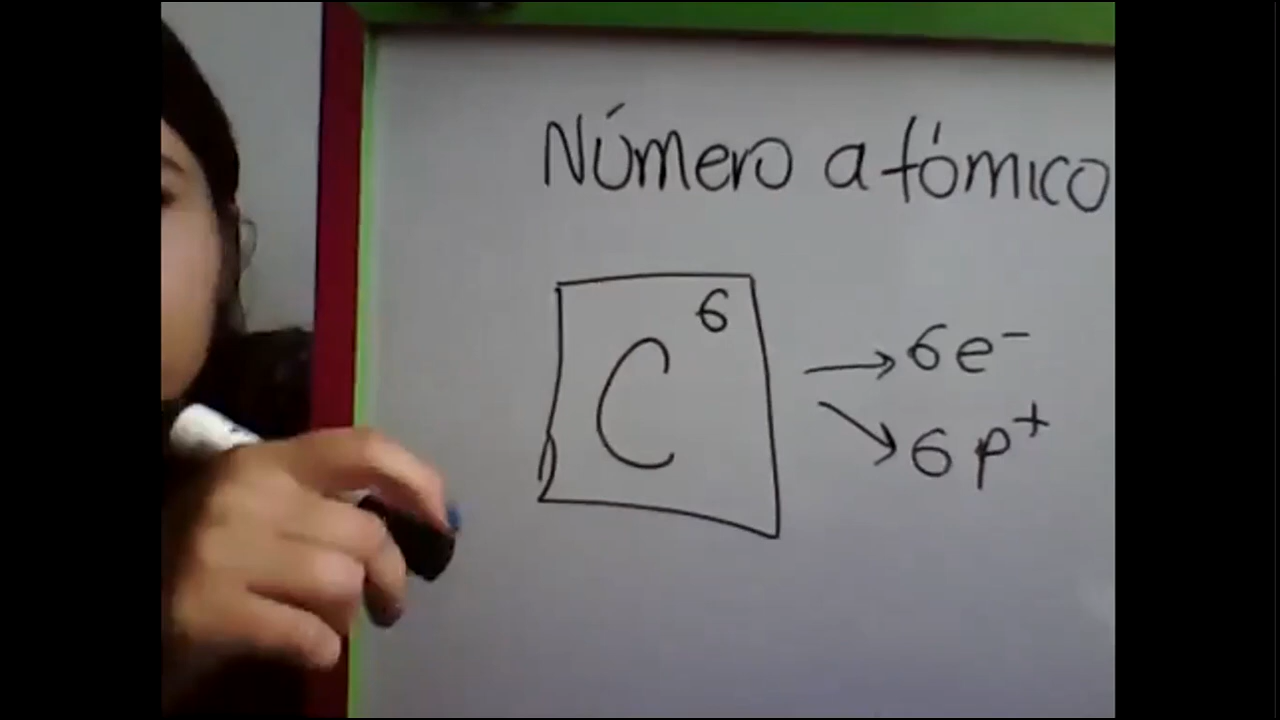 Número atómico
6
C
→ 6e⁻
→ 6p⁺